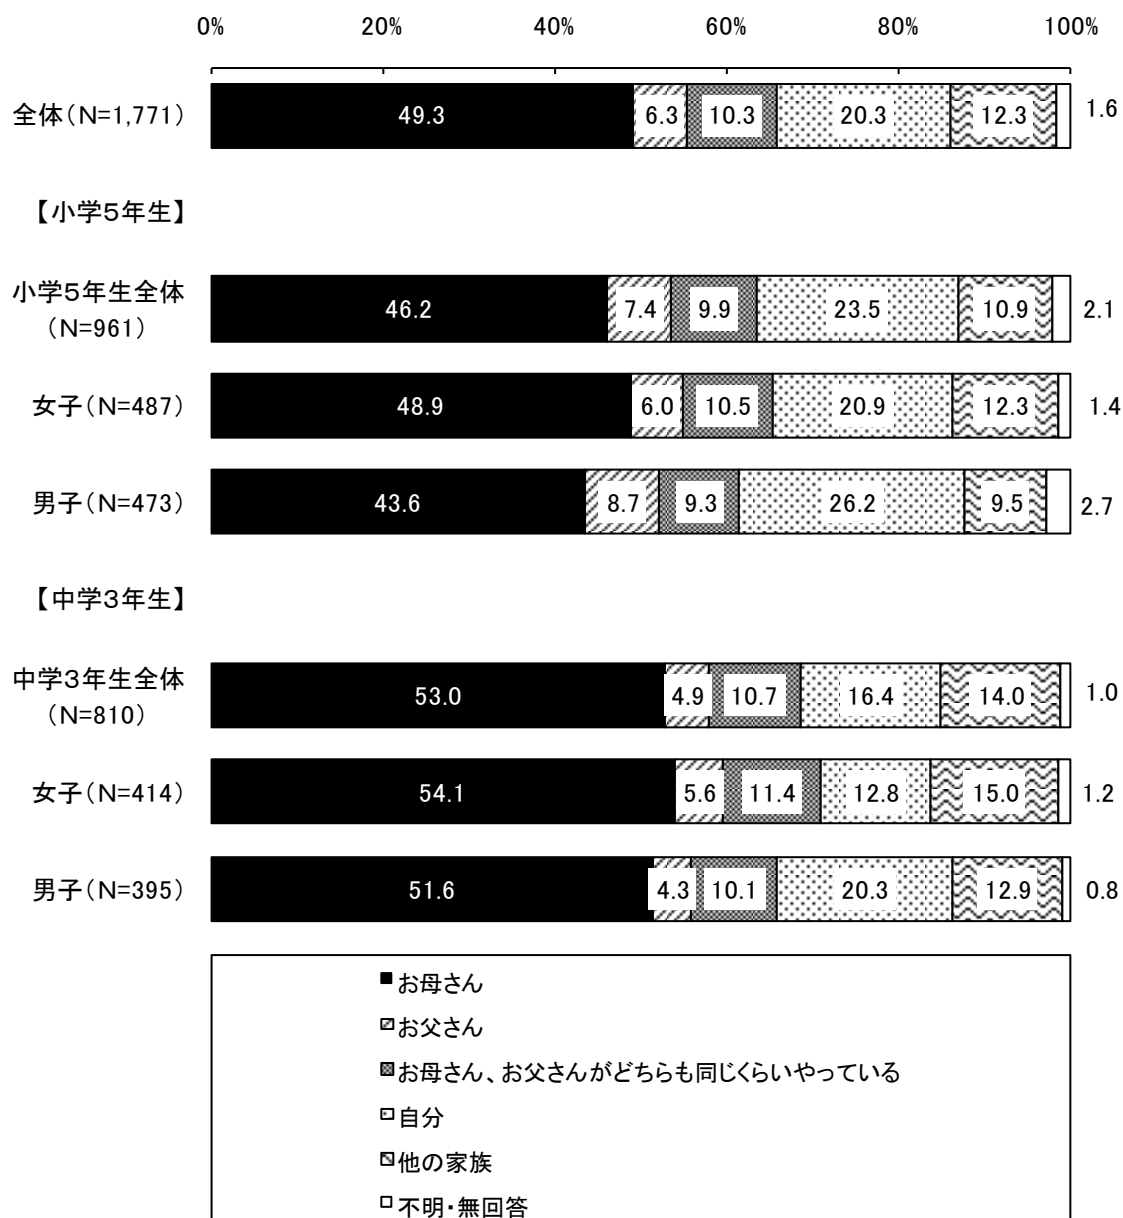 0% 20% 40% 60% 80% 100%
全体(N=1,771) 49.3 6.3 10.3 20.3 12.3 1.6
【小学5年生】
小学5年生全体
(N=961) 46.2 7.4 9.9 23.5 10.9 2.1
女子(N=487) 48.9 6.0 10.5 20.9 12.3 1.4
男子(N=473) 43.6 8.7 9.3 26.2 9.5 2.7
【中学3年生】
中学3年生全体
(N=810) 53.0 4.9 10.7 16.4 14.0 1.0
女子(N=414) 54.1 5.6 11.4 12.8 15.0 1.2
男子(N=395) 51.6 4.3 10.1 20.3 12.9 0.8
お母さん
お父さん
お母さん、お父さんがどちらも同じくらいやっている
自分
他の家族
不明・無回答